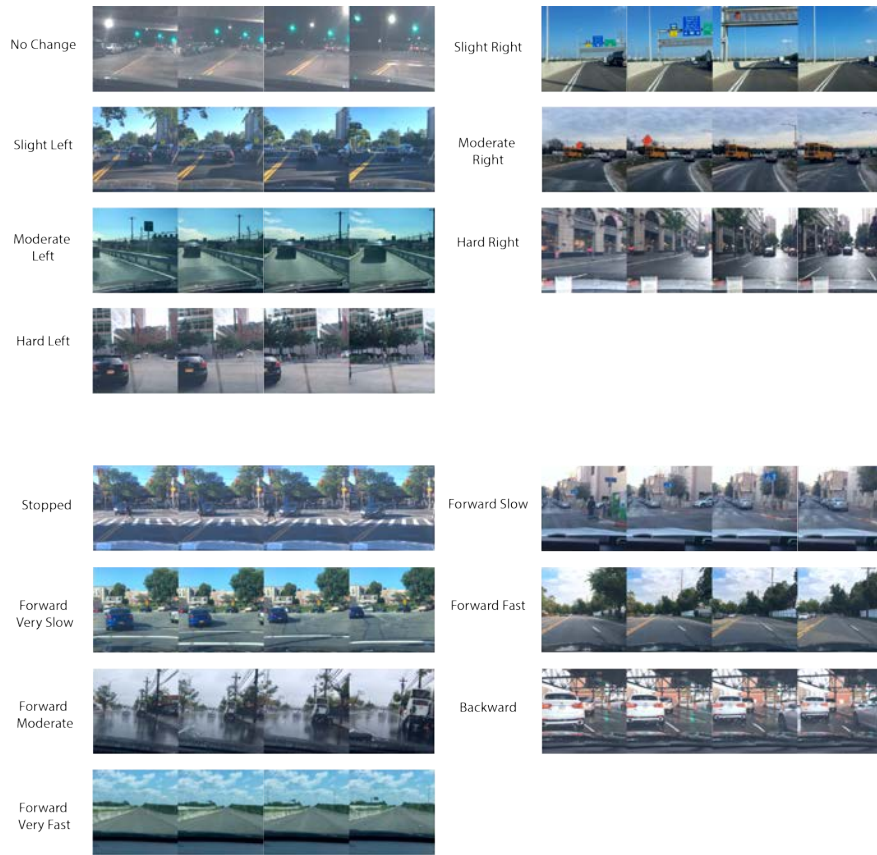 No Change
Slight Left
Moderate
Left
Hard Left
Slight Right
Moderate
Right
Hard Right
Stopped
Forward
Very Slow
Forward
Moderate
Forward
Very Fast
Forward Slow
Forward Fast
Backward